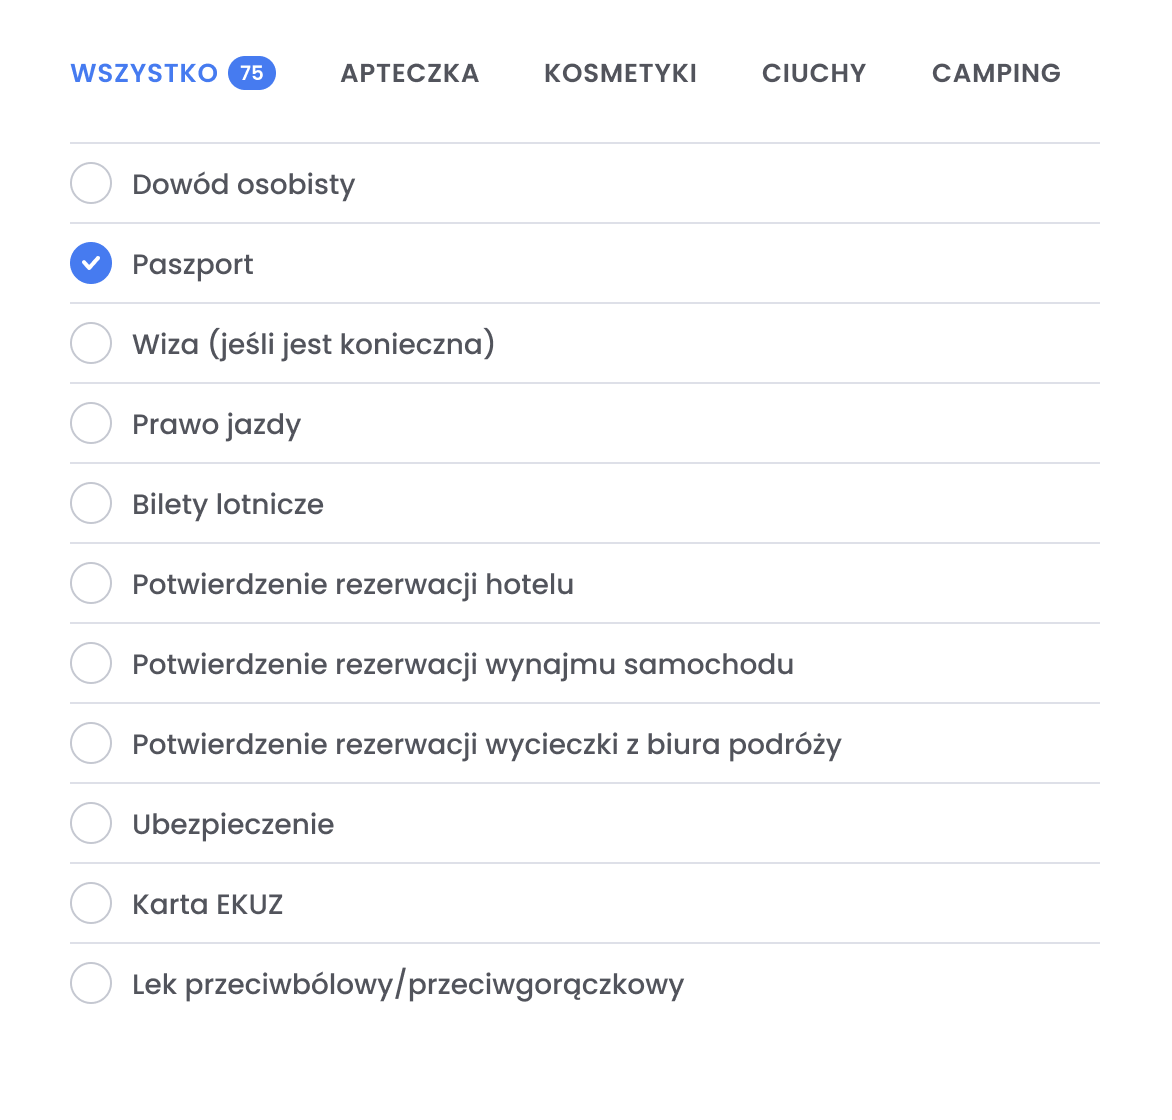 WSZYSTKO 75 APTECZKA KOSMETYKI CIUCHY CAMPING
Dowód osobisty
Paszport
Wiza (jeśli jest konieczna)
Prawo jazdy
Bilety lotnicze
Potwierdzenie rezerwacji hotelu
Potwierdzenie rezerwacji wynajmu samochodu
Potwierdzenie rezerwacji wycieczki z biura podróży
Ubezpieczenie
Karta EKUZ
Lek przeciwbólowy/przeciwgorączkowy